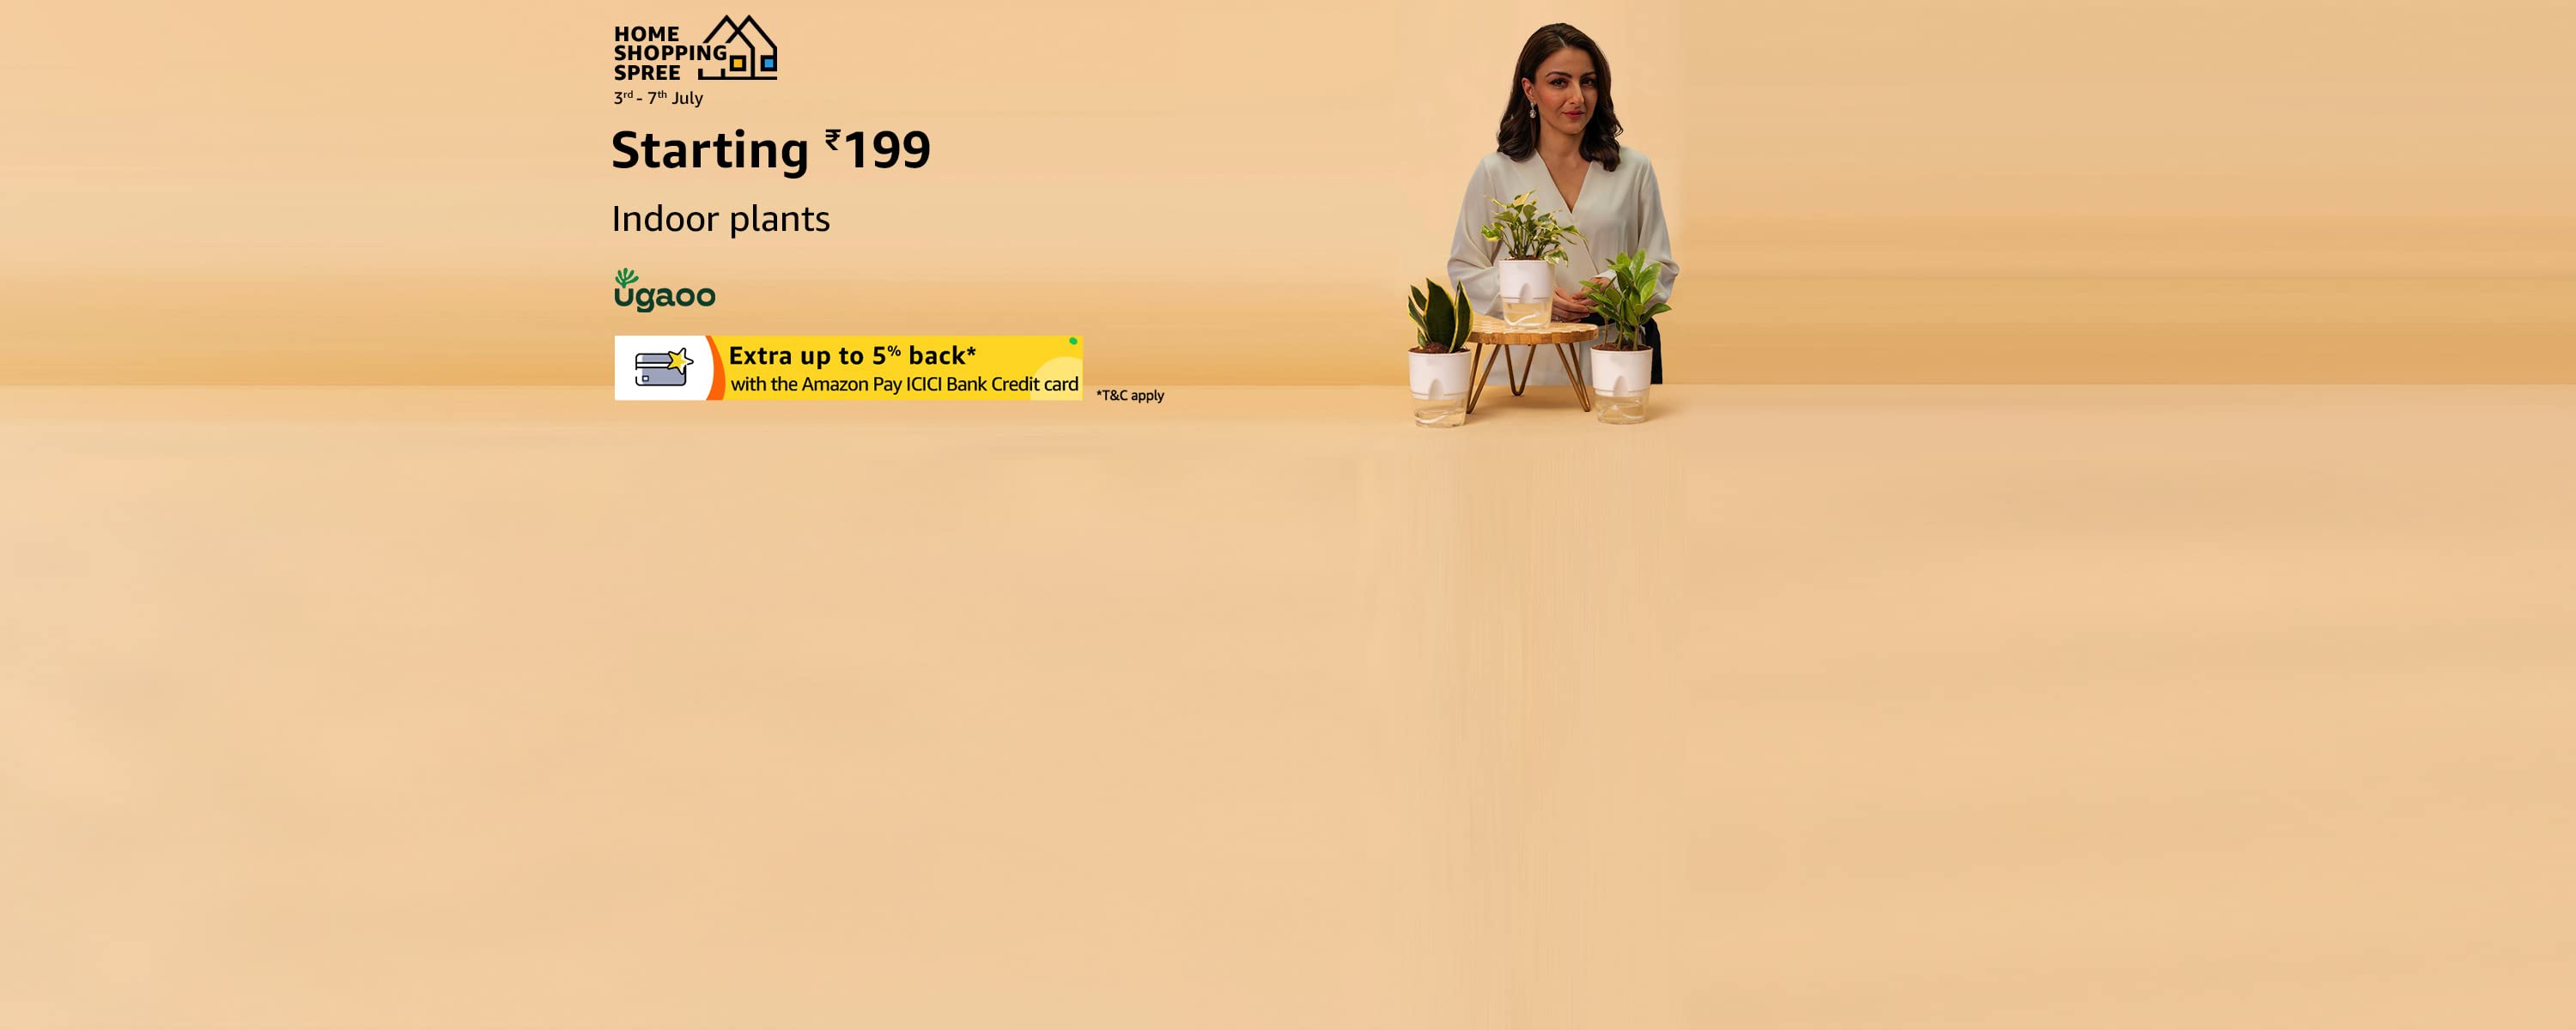 HOME
SHOPPING
SPREE
3rd - 7th July
Starting ₹199
Indoor plants
ugaoo
Extra up to 5% back*
with the Amazon Pay ICICI Bank Credit card
*T&C apply